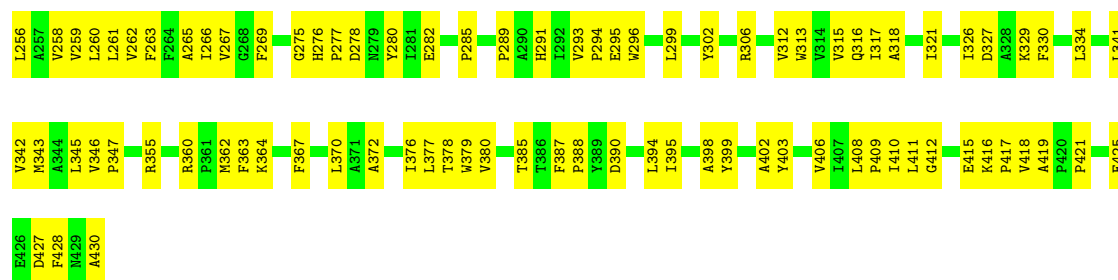 L256 A257 V258 V259 L260 L261 V262 F263 F264 A265 I266 V267 G268 F269 G275 H276 P277 D278 N279 Y280 I281 E282 P285 P289 A290 H291 I292 V293 P294 E295 W296 L299 Y302 R306 V312 W313 V314 V315 Q316 I317 A318 I321 I326 D327 A328 K329 F330 L334
V342 M343 A344 L345 V346 P347 R355 R360 P361 M362 F363 K364 F367 L370 A371 A372 I376 L377 T378 W379 V380 T385 T386 F387 P388 Y389 D390 L394 I395 A398 Y399 A402 Y403 V406 I407 L408 P409 I410 L411 G412 E415 K416 P417 V418 A419 P420 P421
E426 D427 F428 N429 A430